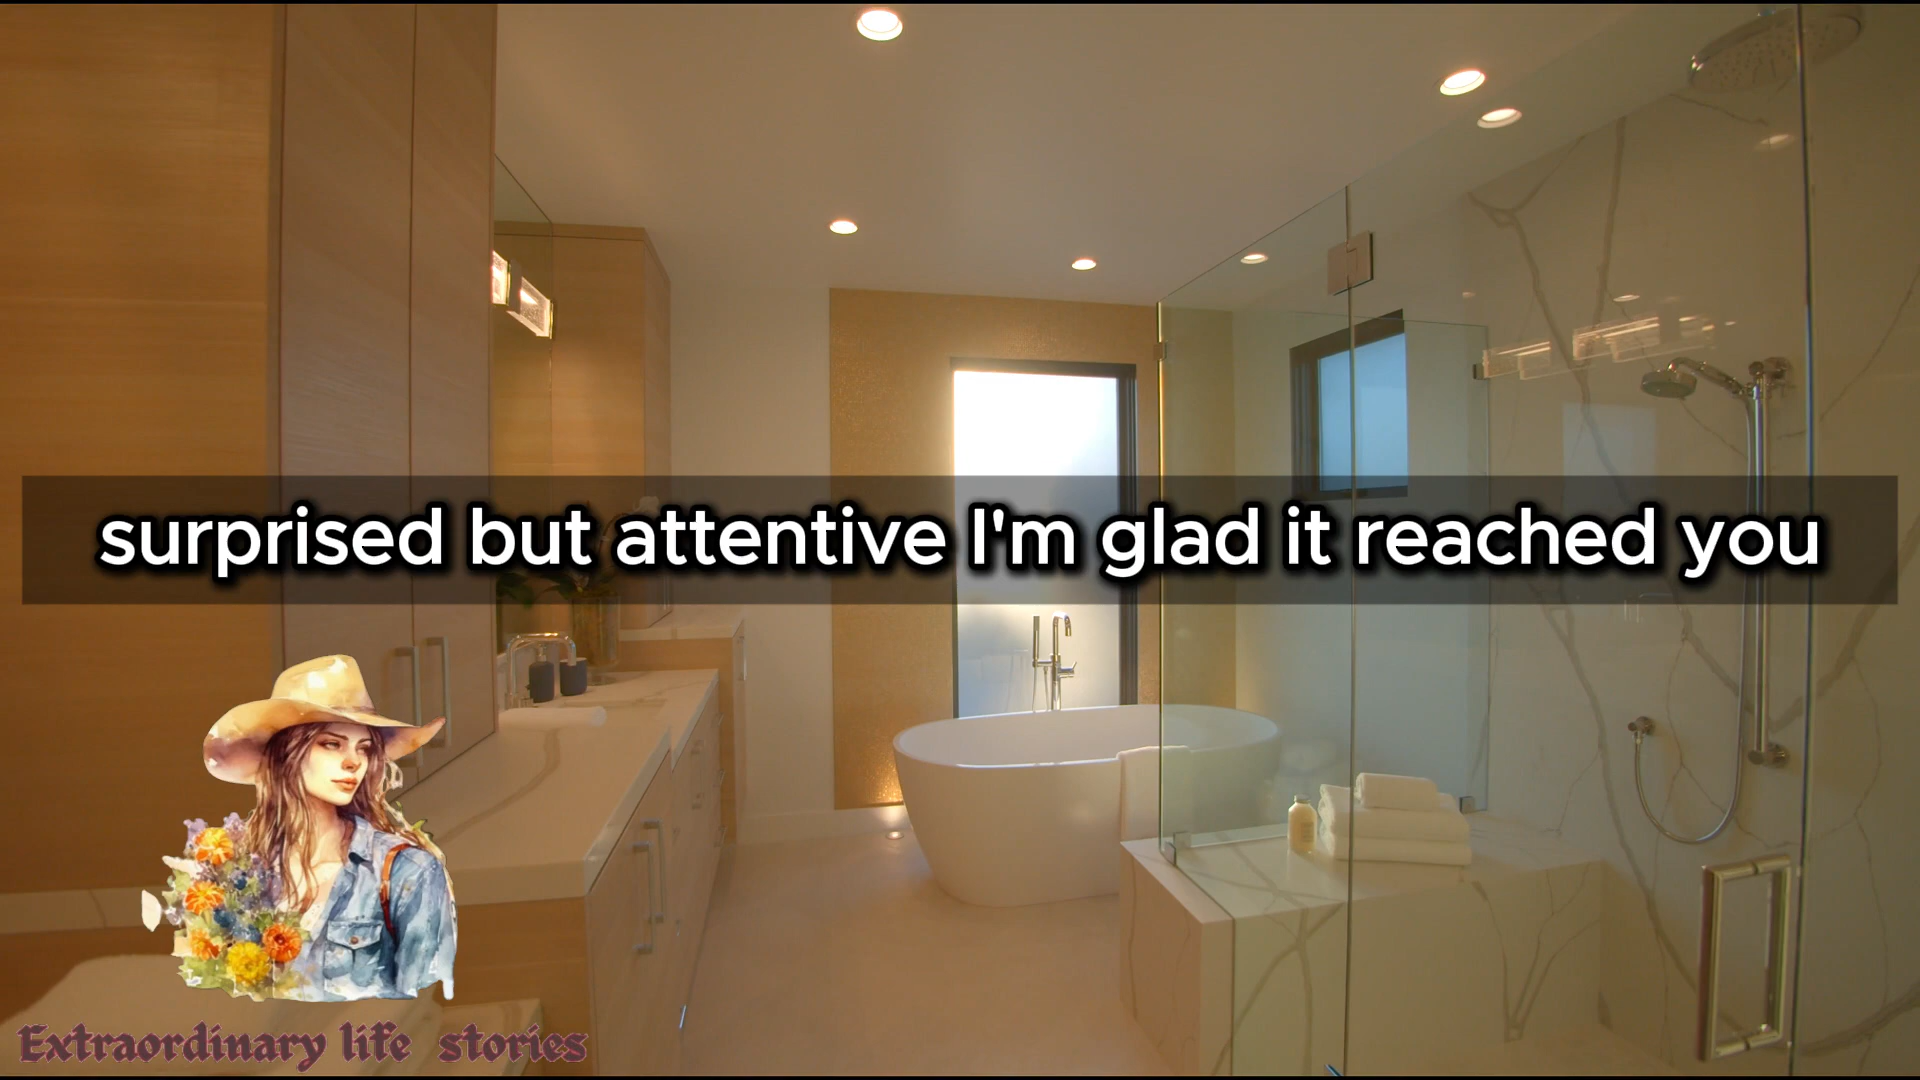 surprised but attentive I'm glad it reached you
Extraordinary life stories